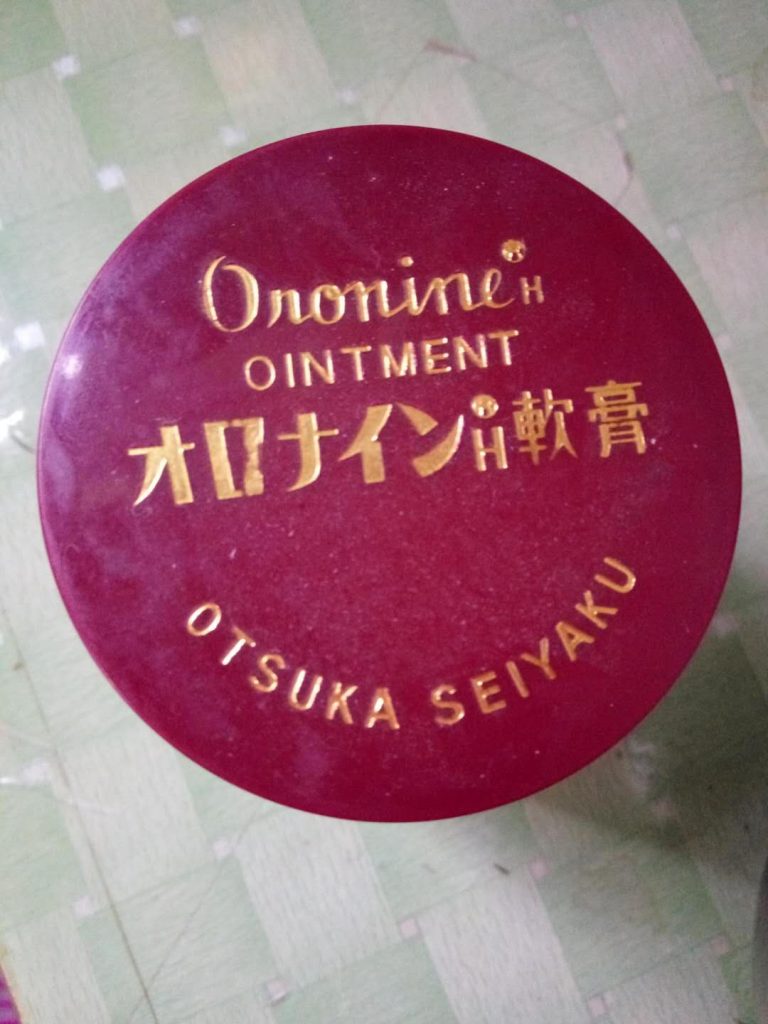 Oronine®H
OINTMENT
オロナイン®H軟膏
OTSUKA SEIYAKU